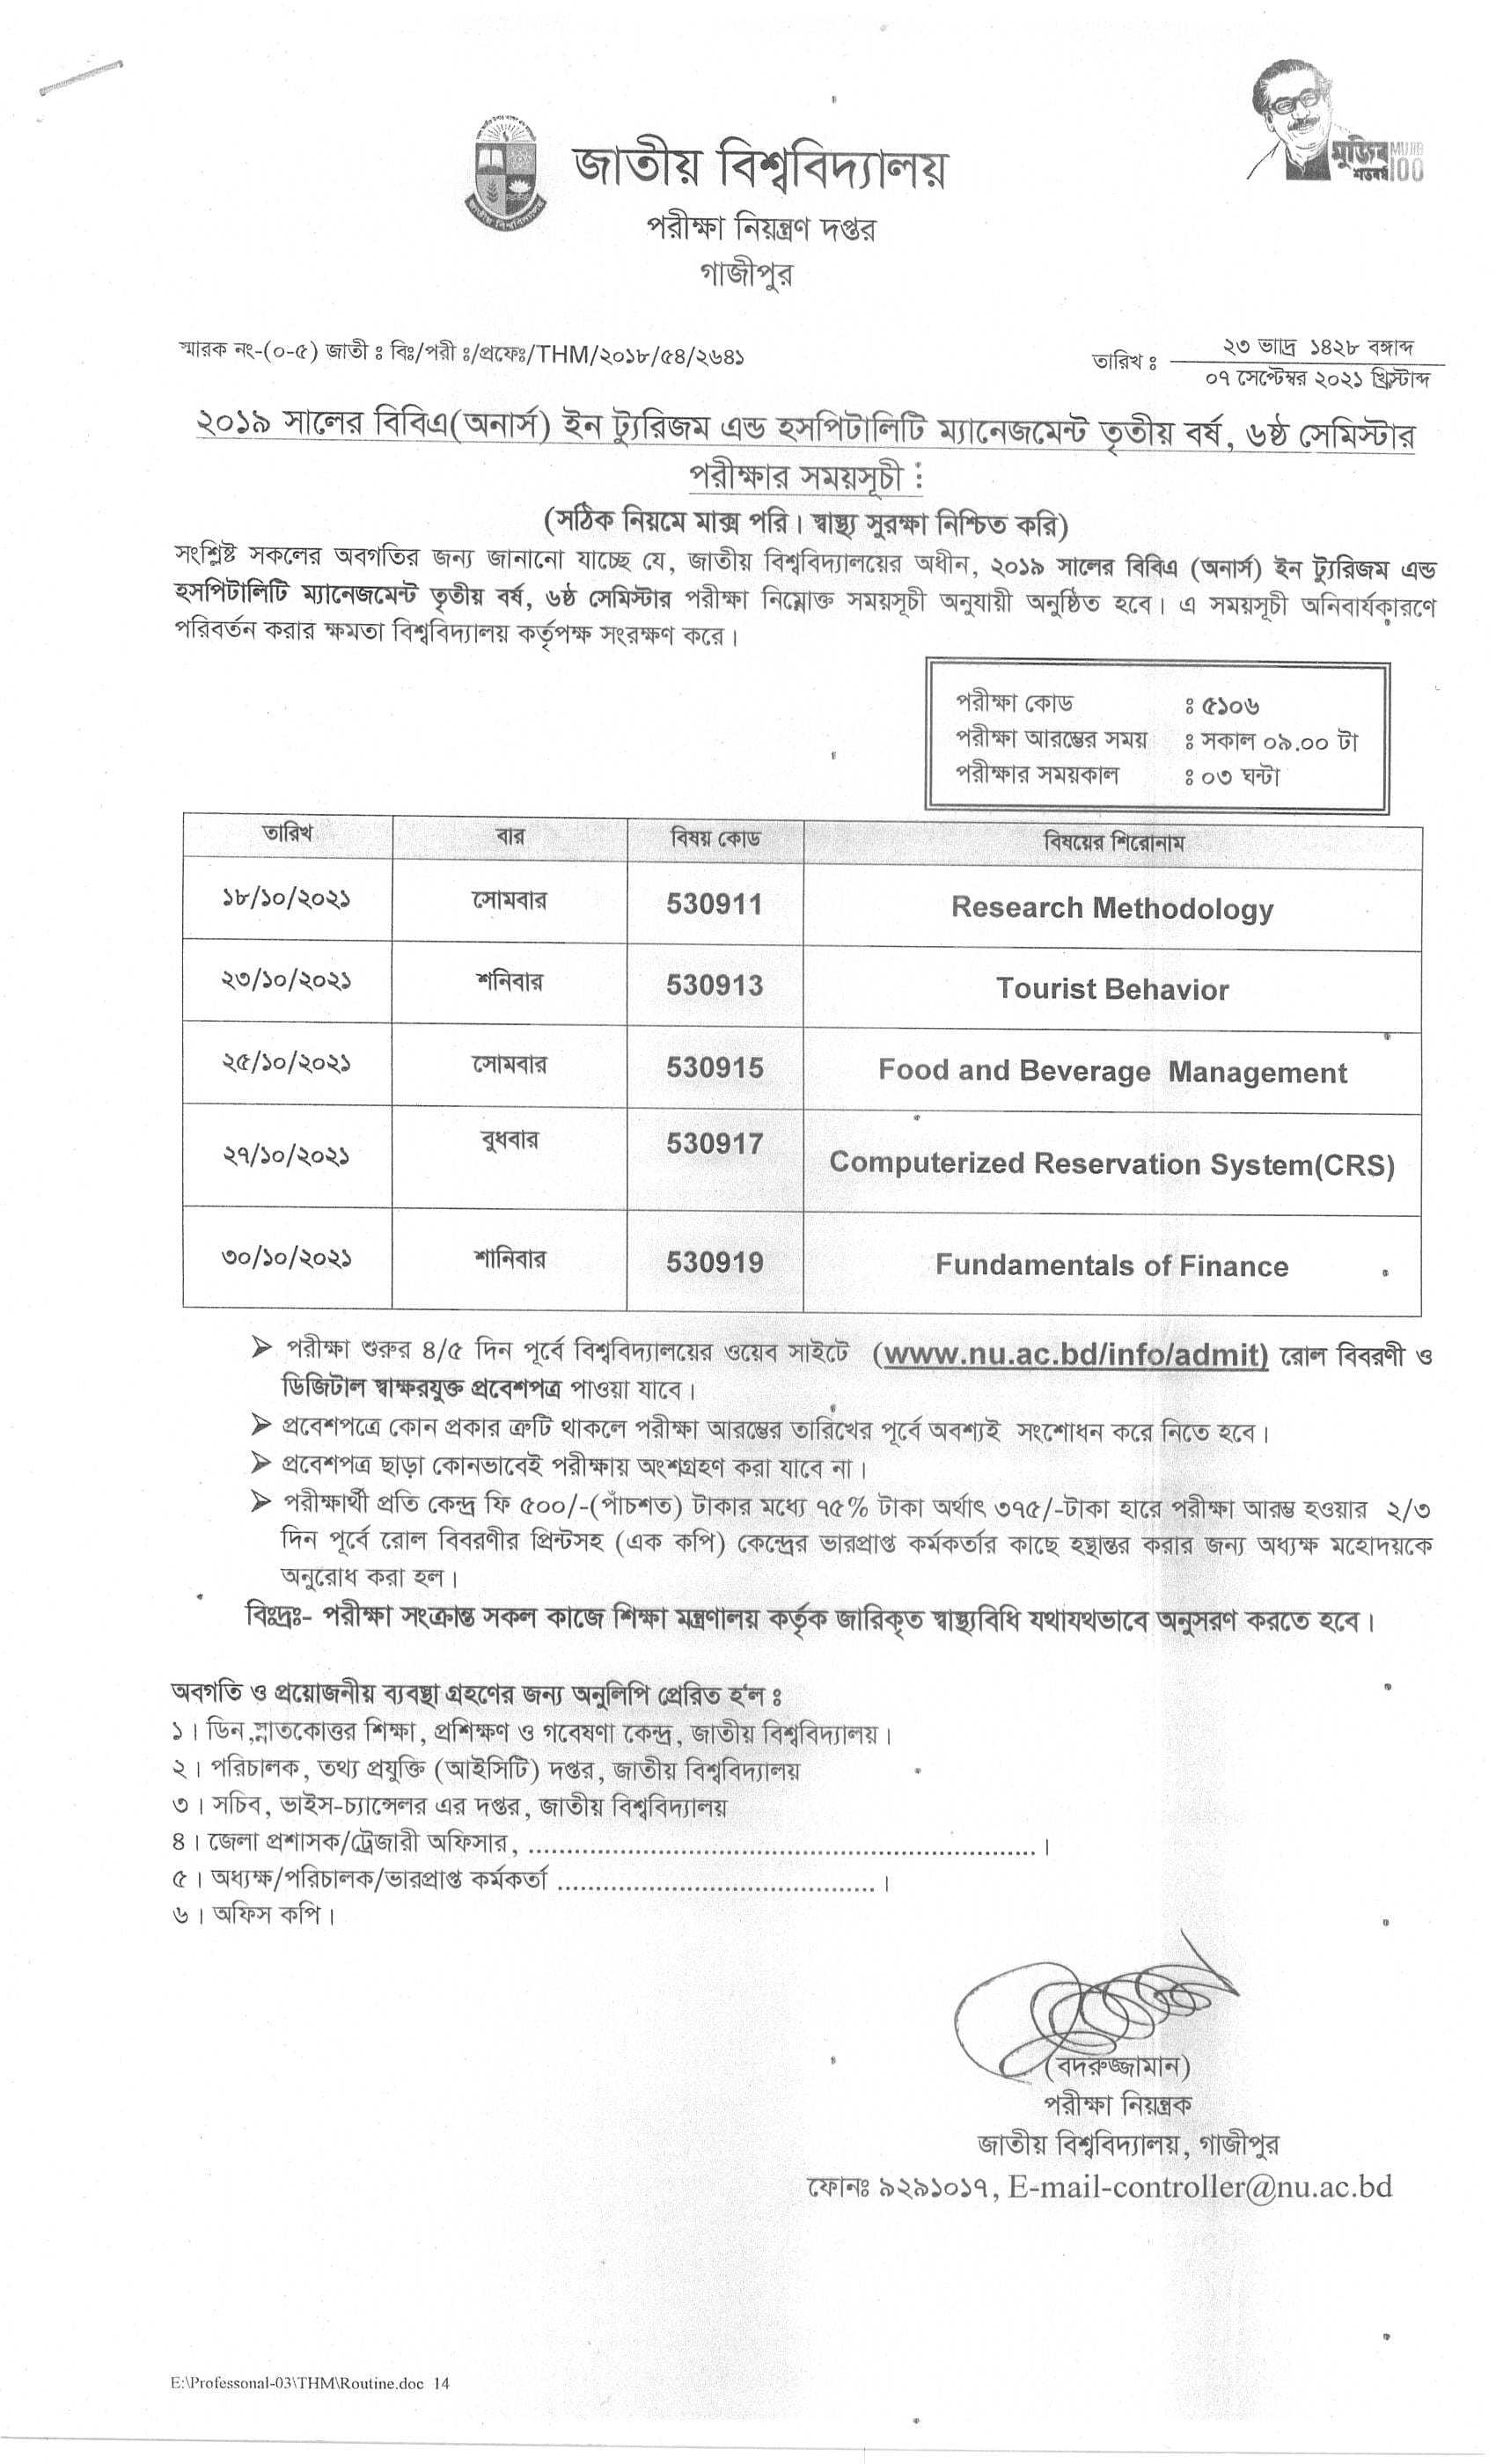 মুজিব MUJIB
শতবর্ষ 100
জাতীয় বিশ্ববিদ্যালয়
পরীক্ষা নিয়ন্ত্রণ দপ্তর
গাজীপুর
স্মারক নং-(০-৫) জাতী ঃ বিঃ/পরী ঃ/প্রফেঃ/THM/২০১৮/৫৪/২৬৪১
তারিখ ঃ ২৩ ভাদ্রি ১৪২৮ বঙ্গাব্দ
০৭ সেপ্টেম্বর ২০২১ খ্রিস্টাব্দ
২০১৯ সালের বিবিএ(অনার্স) ইন ট্যুরিজম এন্ড হসপিটালিটি ম্যানেজমেন্ট তৃতীয় বর্ষ, ৬ষ্ঠ সেমিস্টার
পরীক্ষার সময়সূচী :
(সঠিক নিয়মে মাক্স পরি। স্বাস্থ্য সুরক্ষা নিশ্চিত করি)
সংশ্লিষ্ট সকলের অবগতির জন্য জানানো যাচ্ছে যে, জাতীয় বিশ্ববিদ্যালয়ের অধীন, ২০১৯ সালের বিবিএ (অনার্স) ইন ট্যুরিজম এন্ড
হসপিটালিটি ম্যানেজমেন্ট তৃতীয় বর্ষ, ৬ষ্ঠ সেমিস্টার পরীক্ষা নিম্নোক্ত সময়সূচী অনুযায়ী অনুষ্ঠিত হবে। এ সময়সূচী অনিবার্যকারণে
পরিবর্তন করার ক্ষমতা বিশ্ববিদ্যালয় কর্তৃপক্ষ সংরক্ষণ করে।
পরীক্ষা কোড ঃ ৫১০৬
পরীক্ষা আরম্ভের সময় ঃ সকাল ০৯.০০ টা
পরীক্ষার সময়কাল ঃ ০৩ ঘন্টা
তারিখ বার বিষয় কোড বিষয়ের শিরোনাম
১৮/১০/২০২১ সোমবার 530911 Research Methodology
২৩/১০/২০২১ শনিবার 530913 Tourist Behavior
২৫/১০/২০২১ সোমবার 530915 Food and Beverage Management
২৭/১০/২০২১ বুধবার 530917 Computerized Reservation System(CRS)
৩০/১০/২০২১ শানিবার 530919 Fundamentals of Finance
➢ পরীক্ষা শুরুর ৪/৫ দিন পূর্বে বিশ্ববিদ্যালয়ের ওয়েব সাইটে (www.nu.ac.bd/info/admit) রোল বিবরণী ও
ডিজিটাল স্বাক্ষরযুক্ত প্রবেশপত্র পাওয়া যাবে।
➢ প্রবেশপত্রে কোন প্রকার ত্রুটি থাকলে পরীক্ষা আরম্ভের তারিখের পূর্বে অবশ্যই সংশোধন করে নিতে হবে।
➢ প্রবেশপত্র ছাড়া কোনভাবেই পরীক্ষায় অংশগ্রহণ করা যাবে না।
➢ পরীক্ষার্থী প্রতি কেন্দ্র ফি ৫০০/-(পাঁচশত) টাকার মধ্যে ৭৫% টাকা অর্থাৎ ৩৭৫/-টাকা হারে পরীক্ষা আরম্ভ হওয়ার ২/৩
দিন পূর্বে রোল বিবরণীর প্রিন্টসহ (এক কপি) কেন্দ্রের ভারপ্রাপ্ত কর্মকর্তার কাছে হস্থান্তর করার জন্য অধ্যক্ষ মহোদয়কে
অনুরোধ করা হল।
বিঃদ্রঃ- পরীক্ষা সংক্রান্ত সকল কাজে শিক্ষা মন্ত্রণালয় কর্তৃক জারিকৃত স্বাস্থ্যবিধি যথাযথভাবে অনুসরণ করতে হবে।
অবগতি ও প্রয়োজনীয় ব্যবস্থা গ্রহণের জন্য অনুলিপি প্রেরিত হ'ল ঃ
১। ডিন,স্নাতকোত্তর শিক্ষা, প্রশিক্ষণ ও গবেষণা কেন্দ্র, জাতীয় বিশ্ববিদ্যালয়।
২। পরিচালক, তথ্য প্রযুক্তি (আইসিটি) দপ্তর, জাতীয় বিশ্ববিদ্যালয়
৩। সচিব, ভাইস-চ্যান্সেলর এর দপ্তর, জাতীয় বিশ্ববিদ্যালয়
৪। জেলা প্রশাসক/ট্রেজারী অফিসার, ..................................................................।
৫। অধ্যক্ষ/পরিচালক/ভারপ্রাপ্ত কর্মকর্তা ..........................................।
৬। অফিস কপি।
(বদরুজ্জামান)
পরীক্ষা নিয়ন্ত্রক
জাতীয় বিশ্ববিদ্যালয়, গাজীপুর
ফোনঃ ৯২৯১০১৭, E-mail-controller@nu.ac.bd
E:\Professonal-03\THM\Routine.doc 14